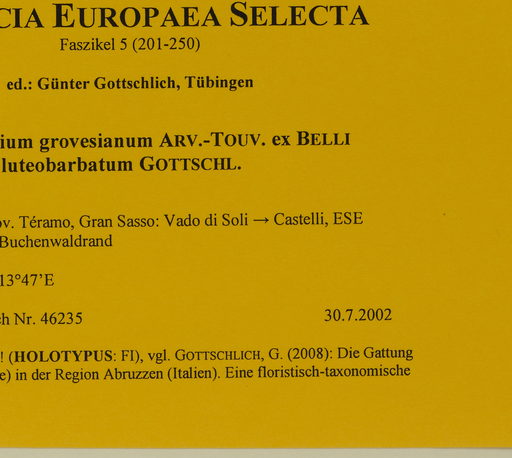 CIA EUROPAEA SELECTA
Faszikel 5 (201-250)
ed.: Günter Gottschlich, Tübingen
ium grovesianum ARV.-TOUV. ex BELLI
luteobarbatum GOTTSCHL.
ov. Téramo, Gran Sasso: Vado di Soli → Castelli, ESE
Buchenwaldrand
13°47'E
ch Nr. 46235 30.7.2002
! (HOLOTYPUS: FI), vgl. GOTTSCHLICH, G. (2008): Die Gattung
e) in der Region Abruzzen (Italien). Eine floristisch-taxonomische